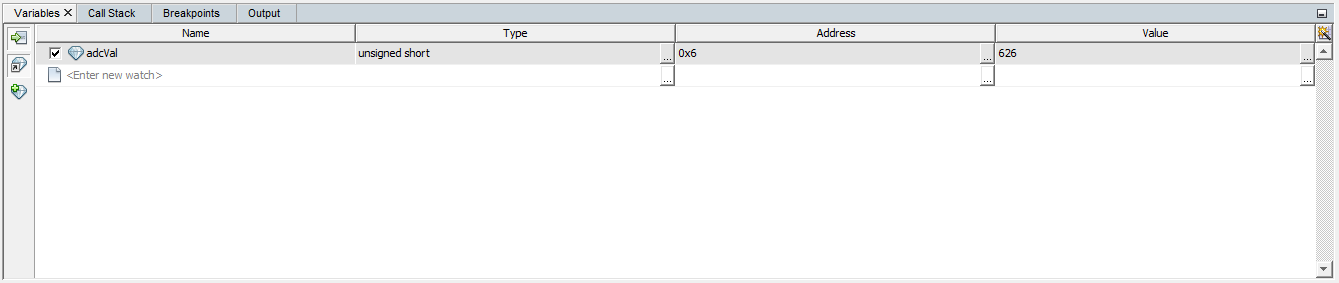 Variables X Call Stack Breakpoints Output
Name Type Address Value
adcVal unsigned short ... 0x6 ... 626 ...
<Enter new watch> ... ... ...